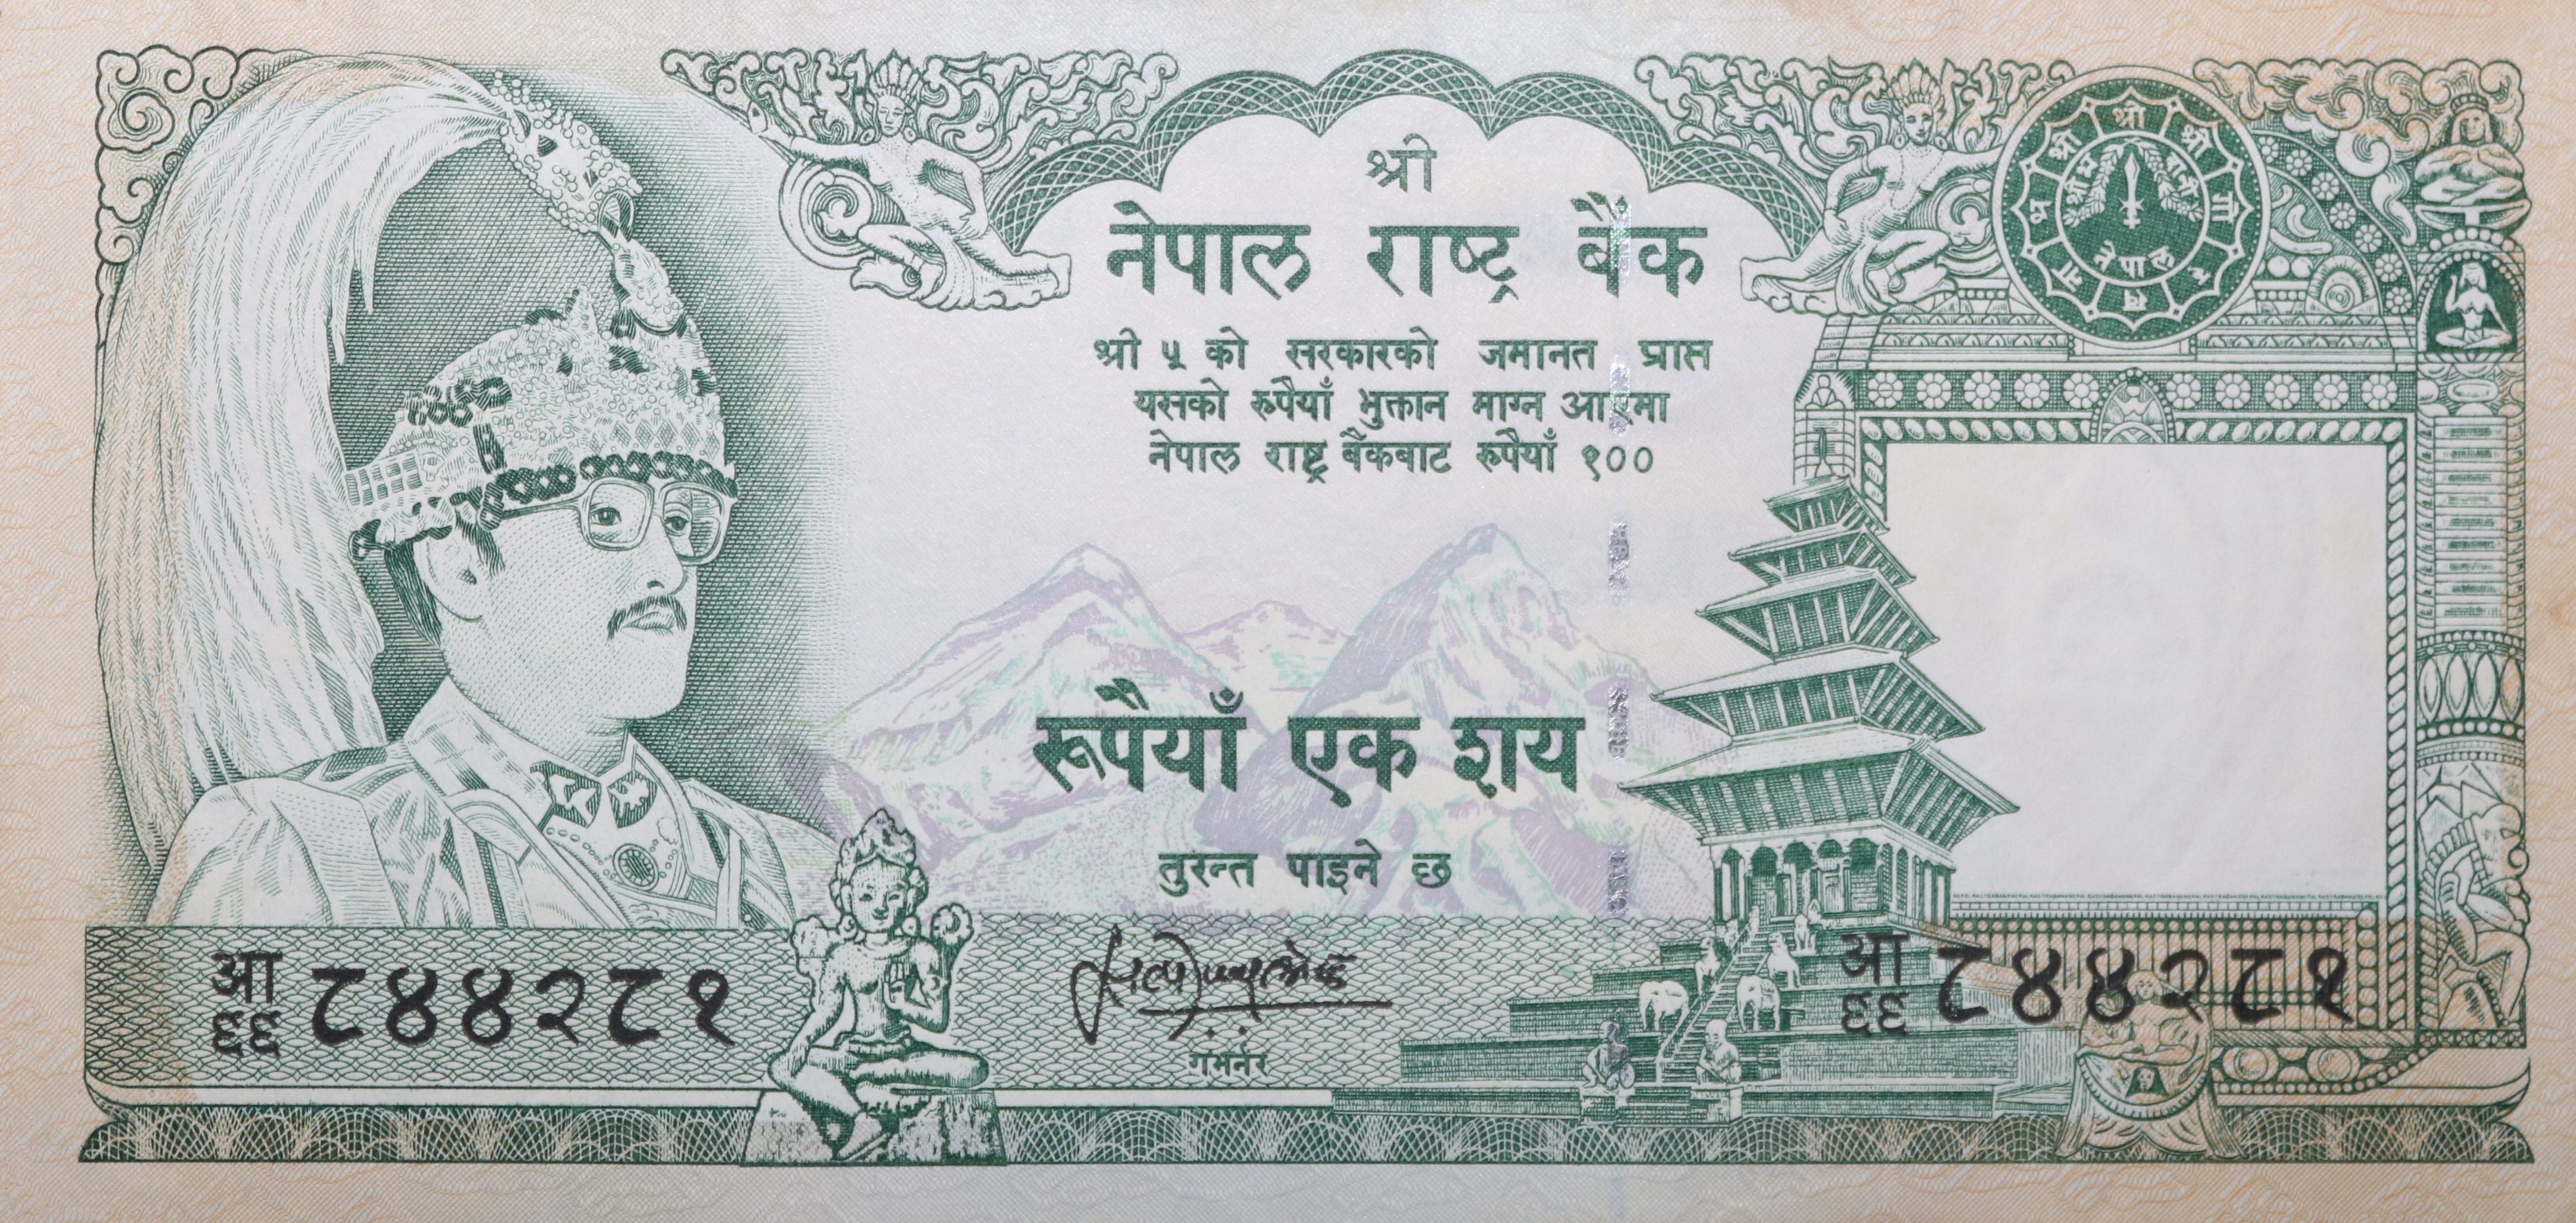 श्री
नेपाल राष्ट्र बैंक
श्री ५ को सरकारको जमानत प्राप्त
यसको रुपैयाँ भुक्तान माग्न आएमा
नेपाल राष्ट्र बैंकबाट रुपैयाँ १००
रूपैयाँ एक शय
तुरन्त पाइने छ
गभर्नर
आ
६६ ८४४२८१
आ
६६ ८४४२८१
नेपाल